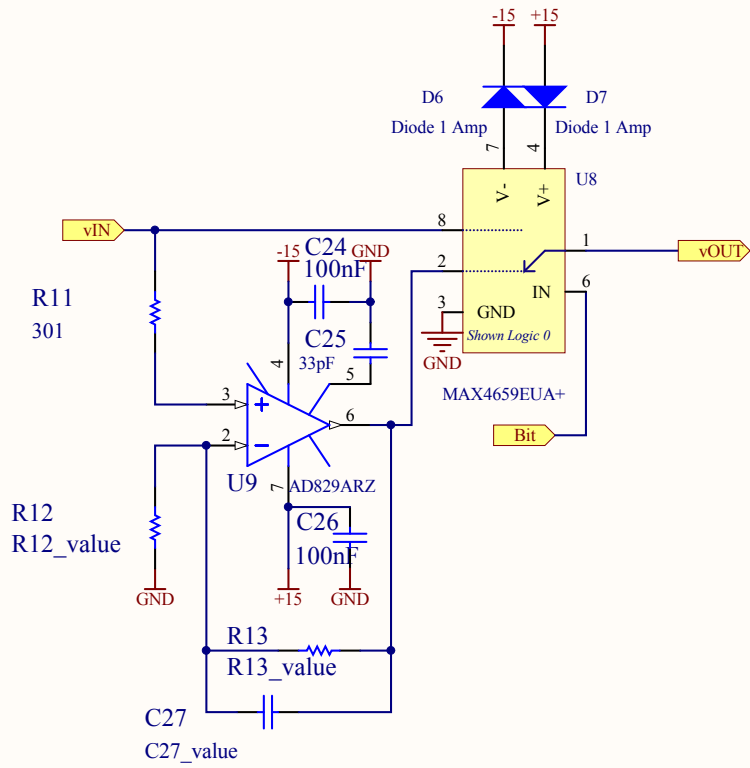 -15 +15
D6 D7
Diode 1 Amp Diode 1 Amp
7 4
U8
V- V+
vIN 8
1 vOUT
2
-15 C24 GND
100nF
IN 6
R11
301
3 GND
C25
Shown Logic 0
GND
33pF
4 5
MAX4659EUA+
3 + 6
2 -
Bit
U9 7 AD829ARZ
R12
R12_value
C26
100nF
GND +15 GND
R13
R13_value
C27
C27_value